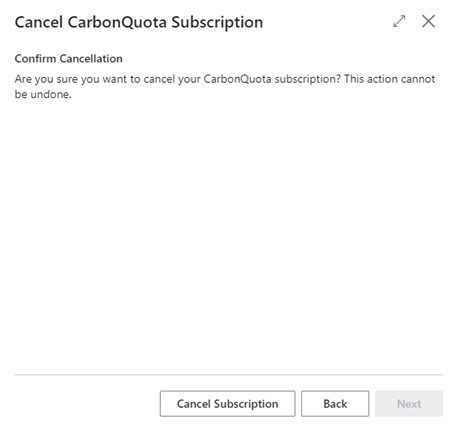 Cancel CarbonQuota Subscription
Confirm Cancellation
Are you sure you want to cancel your CarbonQuota subscription? This action cannot
be undone.
Cancel Subscription
Back
Next